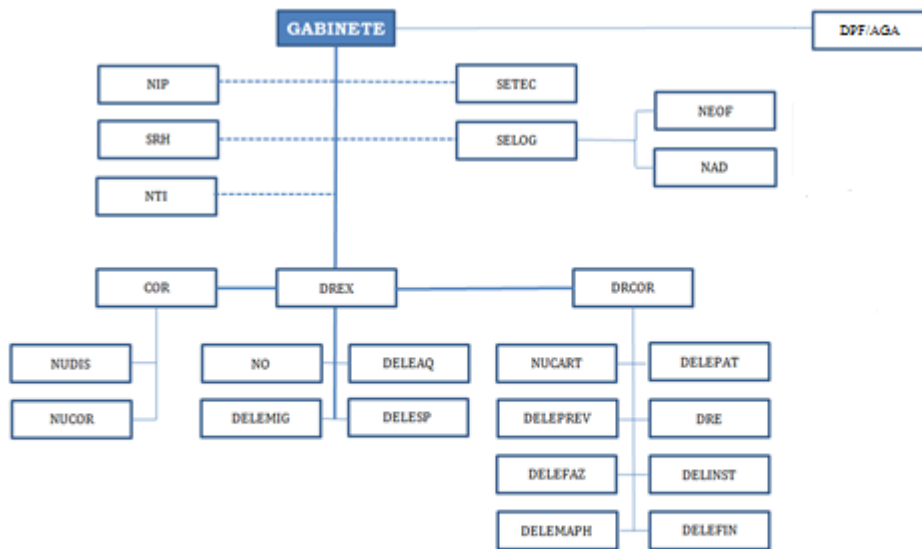 GABINETE
DPF/AGA
NIP
SETEC
NEOF
SRH
SELOG
NAD
NTI
COR
DREX
DRCOR
NUDIS
NO
DELEAQ
NUCART
DELEPAT
NUCOR
DELEMIG
DELESP
DELEPREV
DRE
DELEFAZ
DELINST
DELEMAPH
DELEFIN